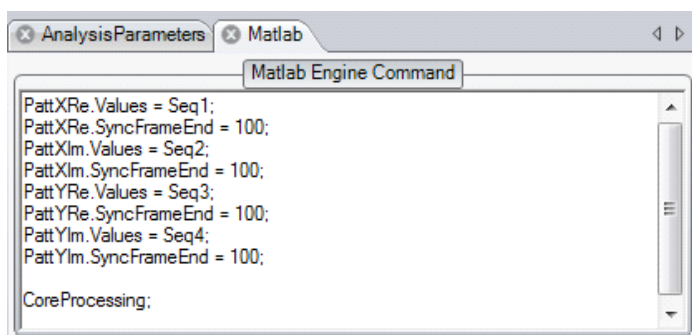 AnalysisParameters Matlab
Matlab Engine Command
PattXRe.Values = Seq1;
PattXRe.SyncFrameEnd = 100;
PattXIm.Values = Seq2;
PattXIm.SyncFrameEnd = 100;
PattYRe.Values = Seq3;
PattYRe.SyncFrameEnd = 100;
PattYIm.Values = Seq4;
PattYIm.SyncFrameEnd = 100;
CoreProcessing;